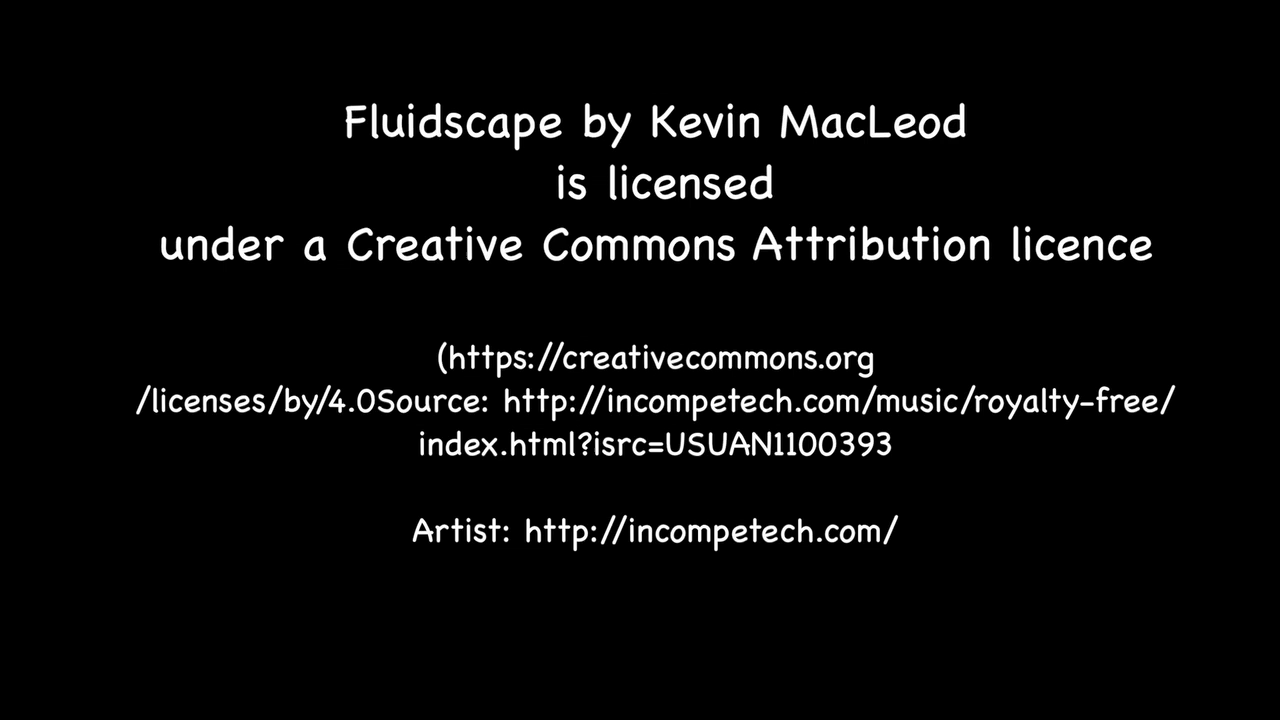 Fluidscape by Kevin MacLeod
is licensed
under a Creative Commons Attribution licence
(https://creativecommons.org
/licenses/by/4.0Source: http://incompetech.com/music/royalty-free/
index.html?isrc=USUAN1100393
Artist: http://incompetech.com/